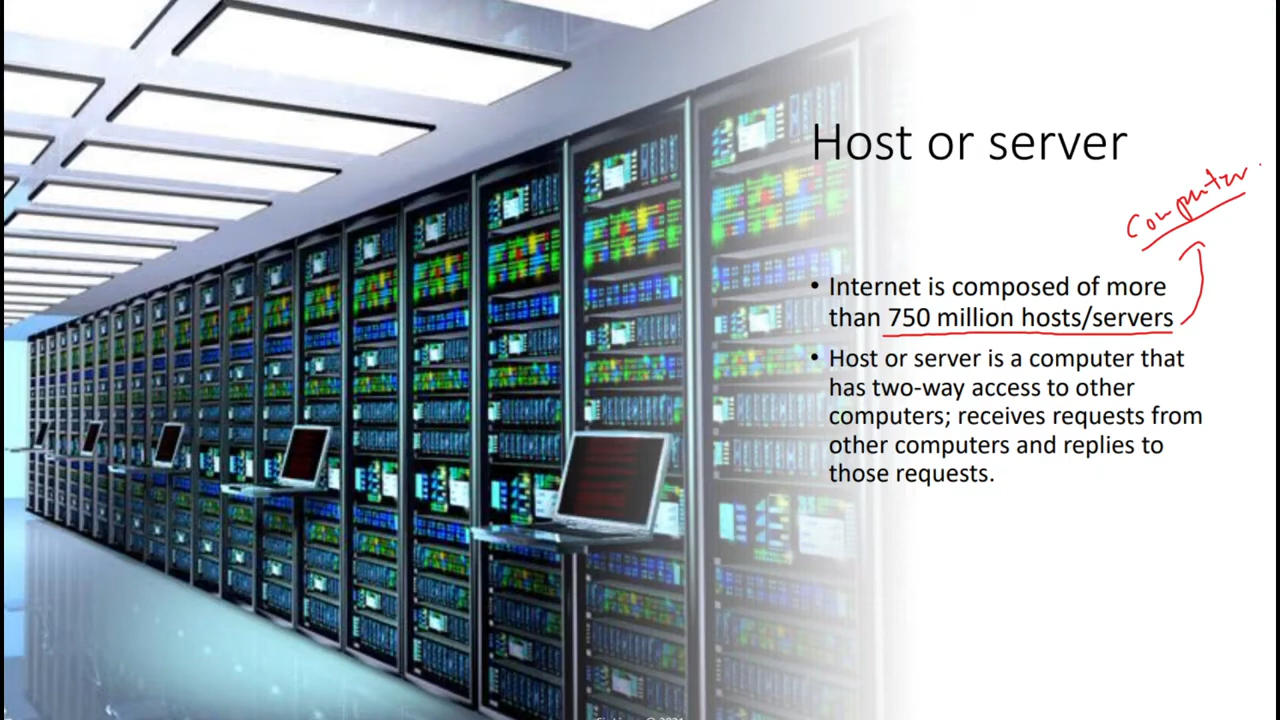 Host or server
Computer
• Internet is composed of more
than 750 million hosts/servers
• Host or server is a computer that
has two-way access to other
computers; receives requests from
other computers and replies to
those requests.